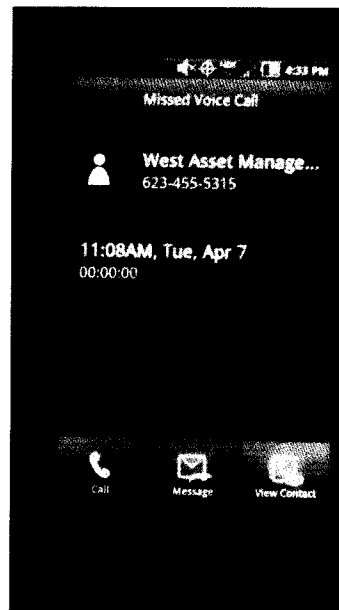 4:33 PM
Missed Voice Call
West Asset Manage...
623-455-5315
11:08AM, Tue, Apr 7
00:00:00
Call Message View Contact